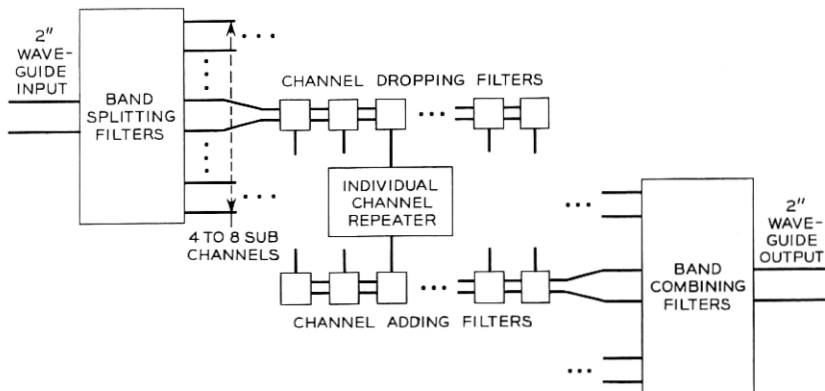 2"
WAVE-
GUIDE
INPUT
BAND
SPLITTING
FILTERS
4 TO 8 SUB
CHANNELS
CHANNEL DROPPING FILTERS
INDIVIDUAL
CHANNEL
REPEATER
CHANNEL ADDING FILTERS
BAND
COMBINING
FILTERS
2"
WAVE-
GUIDE
OUTPUT